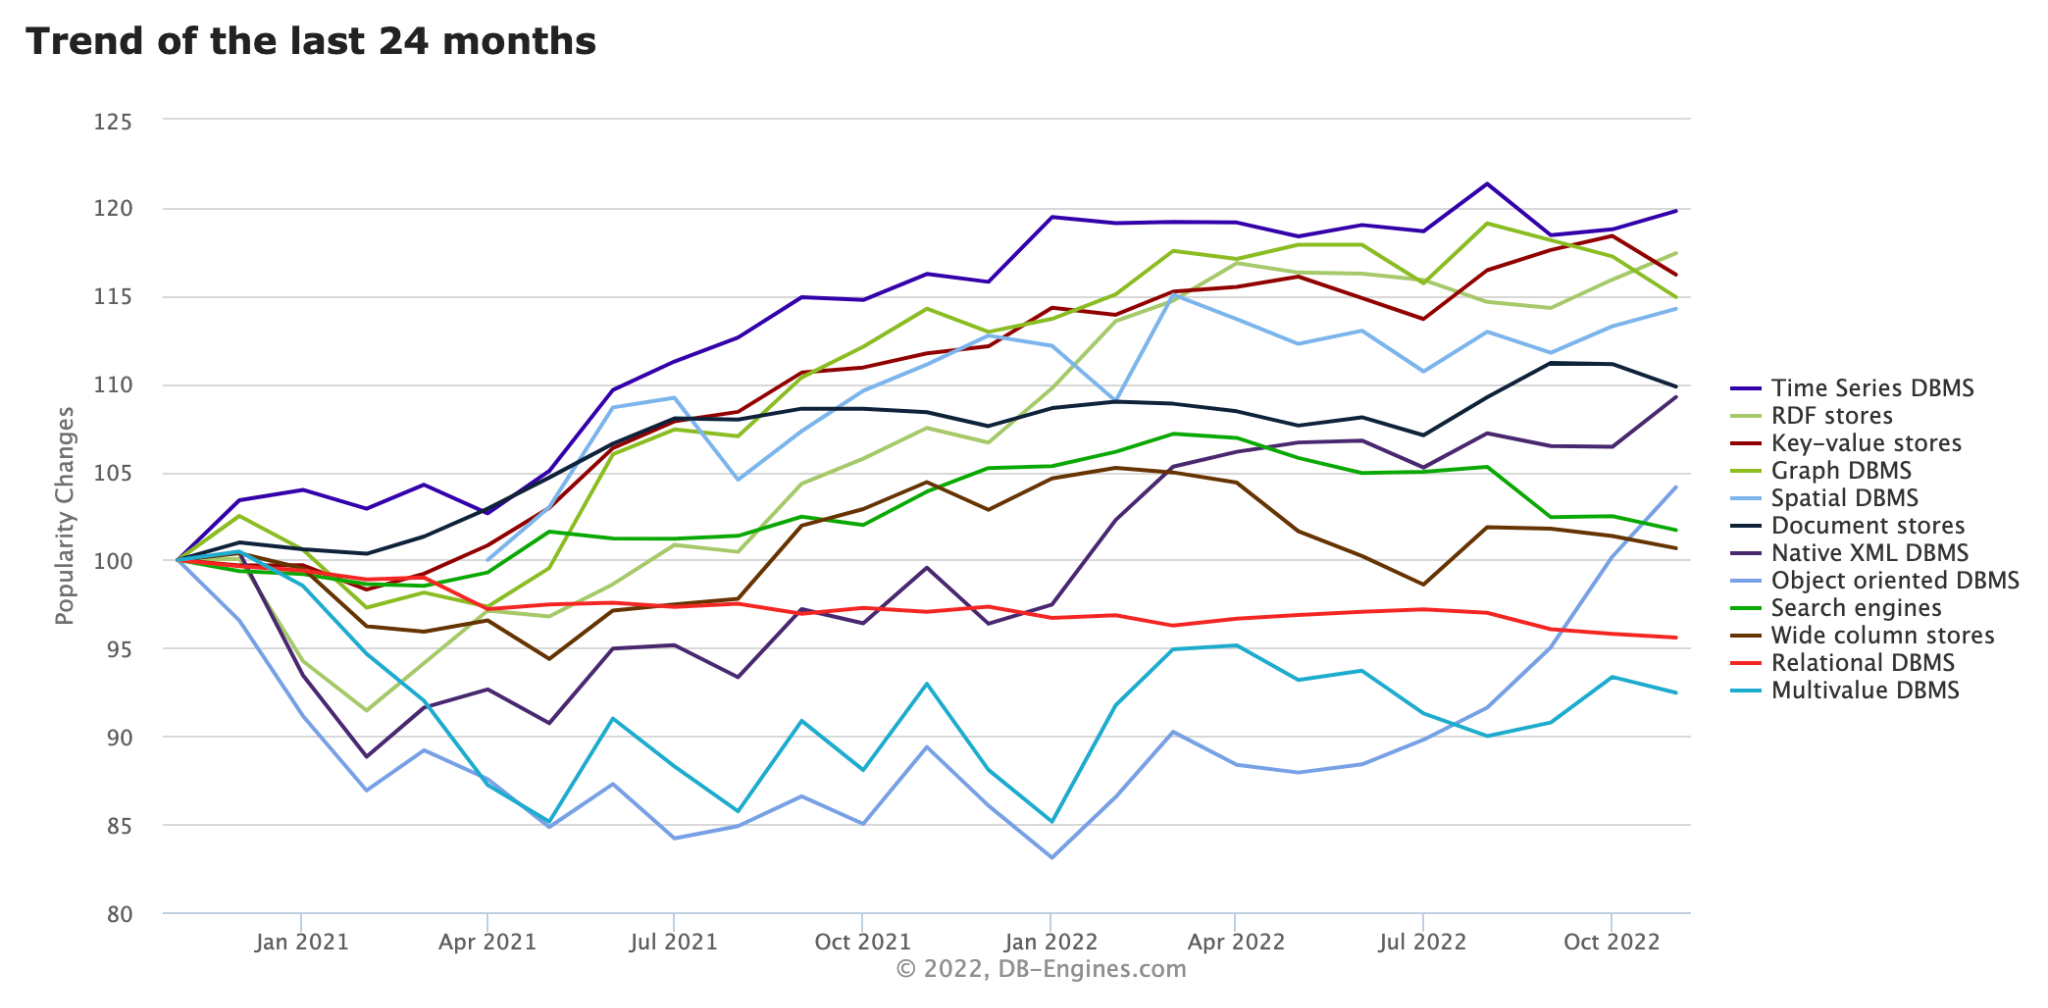 Trend of the last 24 months
125
120
115
110
105
100
95
90
85
80
Popularity Changes
Jan 2021
Apr 2021
Jul 2021
Oct 2021
Jan 2022
Apr 2022
Jul 2022
Oct 2022
© 2022, DB-Engines.com
Time Series DBMS
RDF stores
Key-value stores
Graph DBMS
Spatial DBMS
Document stores
Native XML DBMS
Object oriented DBMS
Search engines
Wide column stores
Relational DBMS
Multivalue DBMS